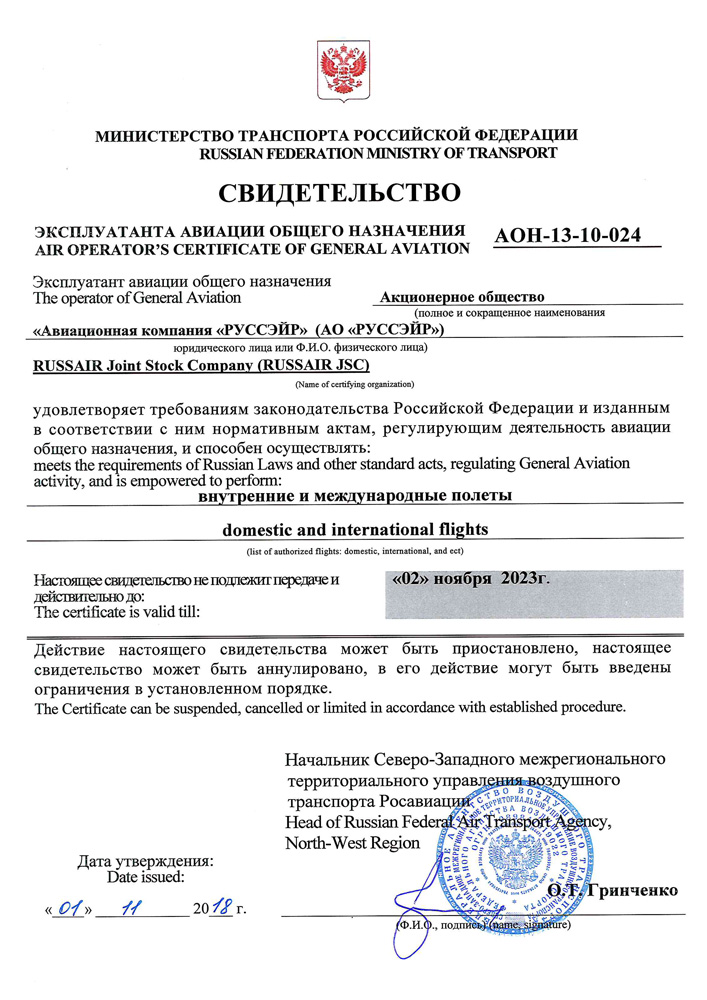 МИНИСТЕРСТВО ТРАНСПОРТА РОССИЙСКОЙ ФЕДЕРАЦИИ
RUSSIAN FEDERATION MINISTRY OF TRANSPORT
СВИДЕТЕЛЬСТВО
ЭКСПЛУАТАНТА АВИАЦИИ ОБЩЕГО НАЗНАЧЕНИЯ
AIR OPERATOR'S CERTIFICATE OF GENERAL AVIATION
АОН-13-10-024
Эксплуатант авиации общего назначения
The operator of General Aviation
Акционерное общество
(полное и сокращенное наименования
«Авиационная компания «РУССЭЙР» (АО «РУССЭЙР»)
юридического лица или Ф.И.О. физического лица)
RUSSAIR Joint Stock Company (RUSSAIR JSC)
(Name of certifying organization)
удовлетворяет требованиям законодательства Российской Федерации и изданным
в соответствии с ним нормативным актам, регулирующим деятельность авиации
общего назначения, и способен осуществлять:
meets the requirements of Russian Laws and other standard acts, regulating General Aviation
activity, and is empowered to perform:
внутренние и международные полеты
domestic and international flights
(list of authorized flights: domestic, international, and ect)
Настоящее свидетельство не подлежит передаче и
действительно до:
The certificate is valid till:
«02» ноября 2023г.
Действие настоящего свидетельства может быть приостановлено, настоящее
свидетельство может быть аннулировано, в его действие могут быть введены
ограничения в установленном порядке.
The Certificate can be suspended, cancelled or limited in accordance with established procedure.
Начальник Северо-Западного межрегионального
территориального управления воздушного
транспорта Росавиации
Head of Russian Federal Air Transport Agency,
North-West Region
Дата утверждения:
Date issued:
« 01 » 11 2018 г.
О.Т. Гринченко
(Ф.И.О., подпись) (name, signature)